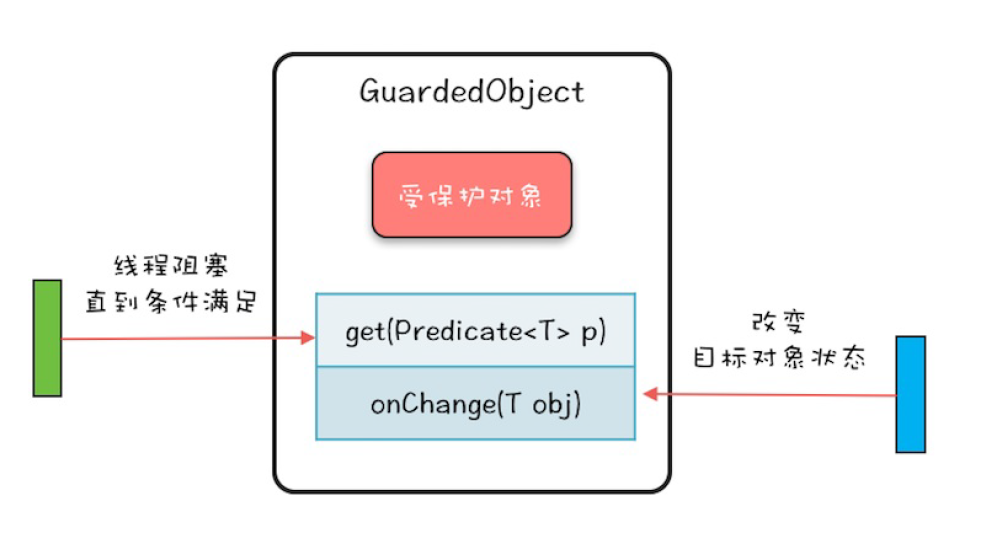 GuardedObject
受保护对象
线程阻塞
直到条件满足
get(Predicate<T> p)
改变
目标对象状态
onChange(T obj)